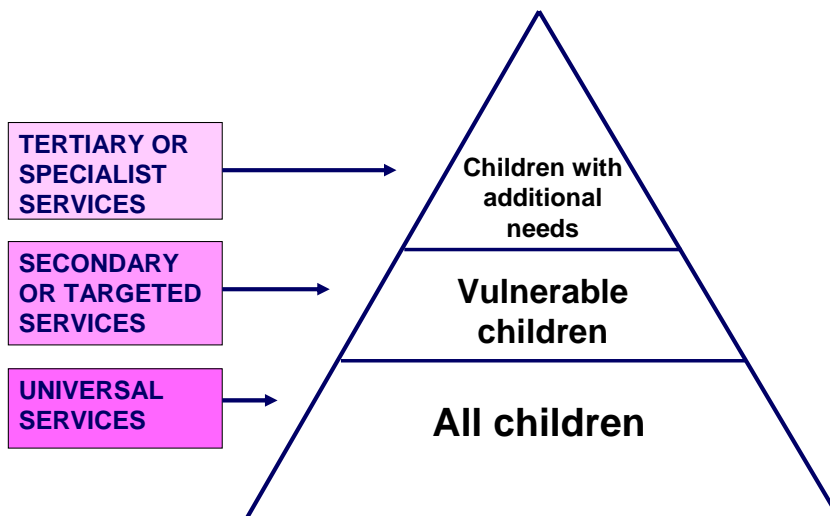 TERTIARY OR
SPECIALIST
SERVICES
Children with
additional
needs
SECONDARY
OR TARGETED
SERVICES
Vulnerable
children
UNIVERSAL
SERVICES
All children